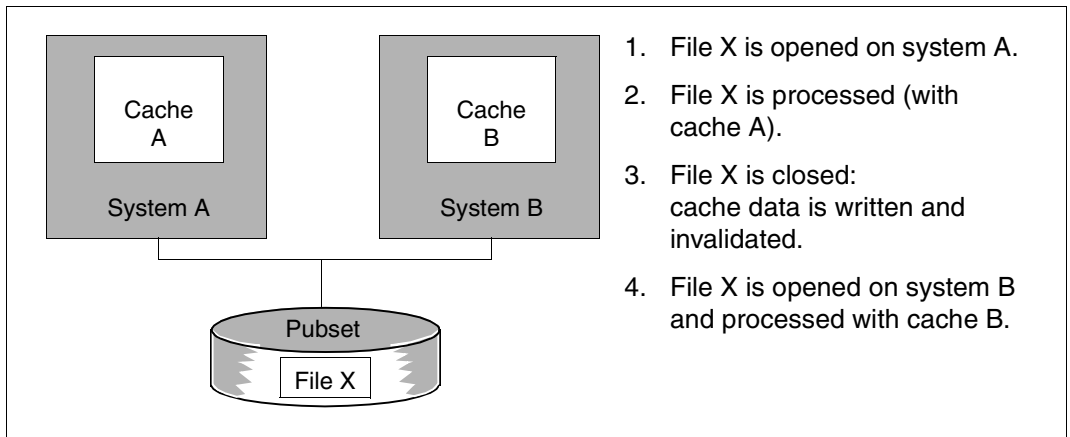 Cache
A
System A
Cache
B
System B
Pubset
File X
1. File X is opened on system A.
2. File X is processed (with
cache A).
3. File X is closed:
cache data is written and
invalidated.
4. File X is opened on system B
and processed with cache B.